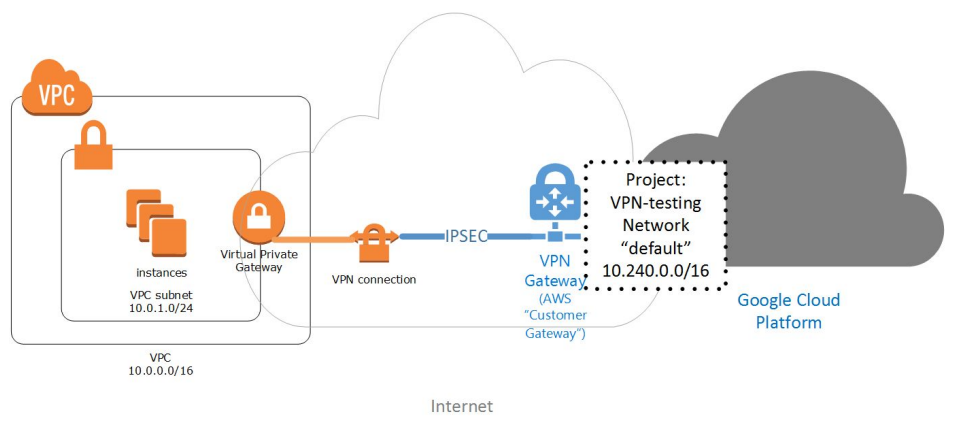 VPC
instances
VPC subnet
10.0.1.0/24
VPC
10.0.0.0/16
Virtual Private
Gateway
VPN connection
IPSEC
VPN
Gateway
(AWS
"Customer
Gateway")
Project:
VPN-testing
Network
“default”
10.240.0.0/16
Google Cloud
Platform
Internet